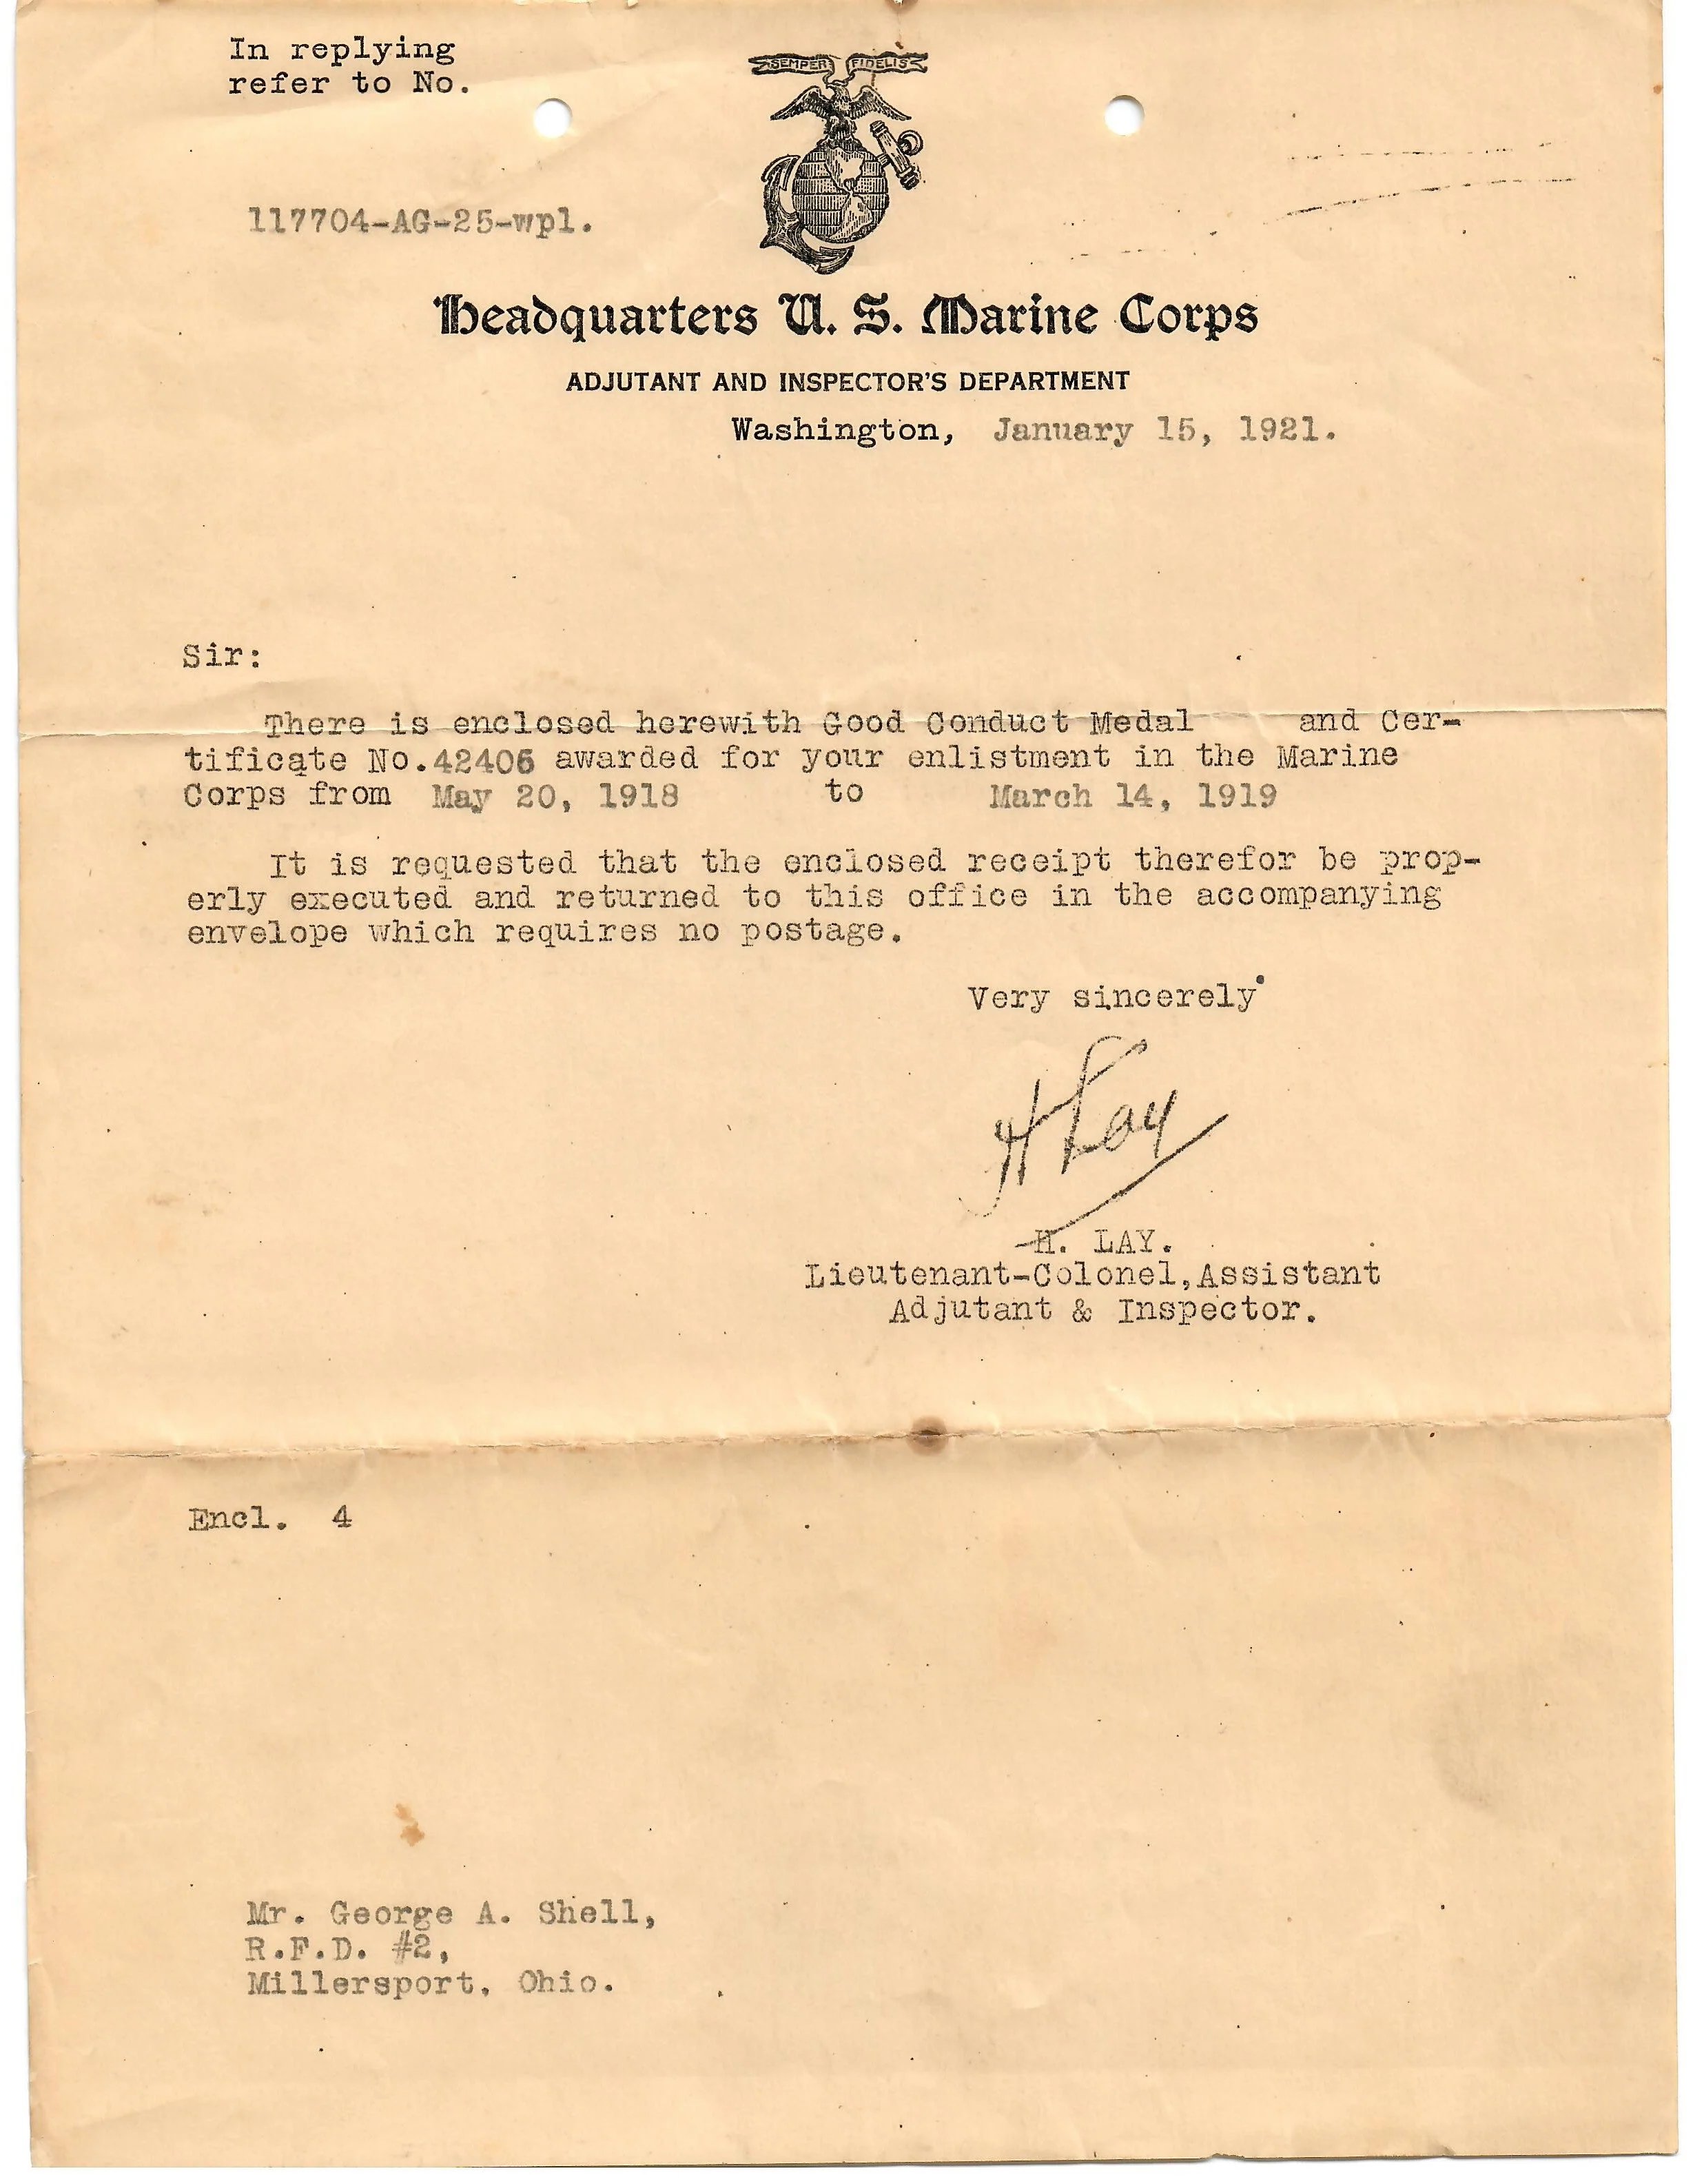 In replying
refer to No.
SEMPER FIDELIS
117704-AG-25-wpl.
Headquarters U. S. Marine Corps
ADJUTANT AND INSPECTOR'S DEPARTMENT
Washington, January 15, 1921.
Sir:
There is enclosed herewith Good Conduct Medal and Cer-
tificate No.42406 awarded for your enlistment in the Marine
Corps from May 20, 1918 to March 14, 1919
It is requested that the enclosed receipt therefor be prop-
erly executed and returned to this office in the accompanying
envelope which requires no postage.
Very sincerely
H Lay
H. LAY.
Lieutenant-Colonel,Assistant
Adjutant & Inspector.
Encl. 4
Mr. George A. Shell,
R.F.D. #2,
Millersport, Ohio.